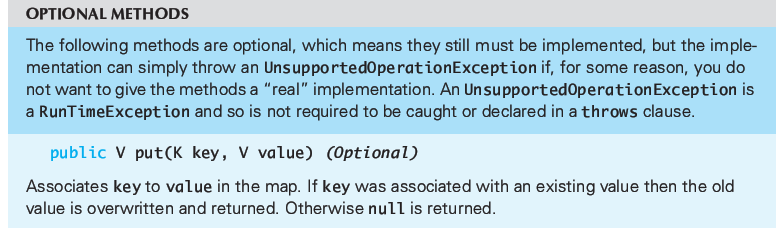 OPTIONAL METHODS
The following methods are optional, which means they still must be implemented, but the imple-
mentation can simply throw an UnsupportedOperationException if, for some reason, you do
not want to give the methods a “real” implementation. An UnsupportedOperationException is
a RunTimeException and so is not required to be caught or declared in a throws clause.
public V put(K key, V value) (Optional)
Associates key to value in the map. If key was associated with an existing value then the old
value is overwritten and returned. Otherwise null is returned.